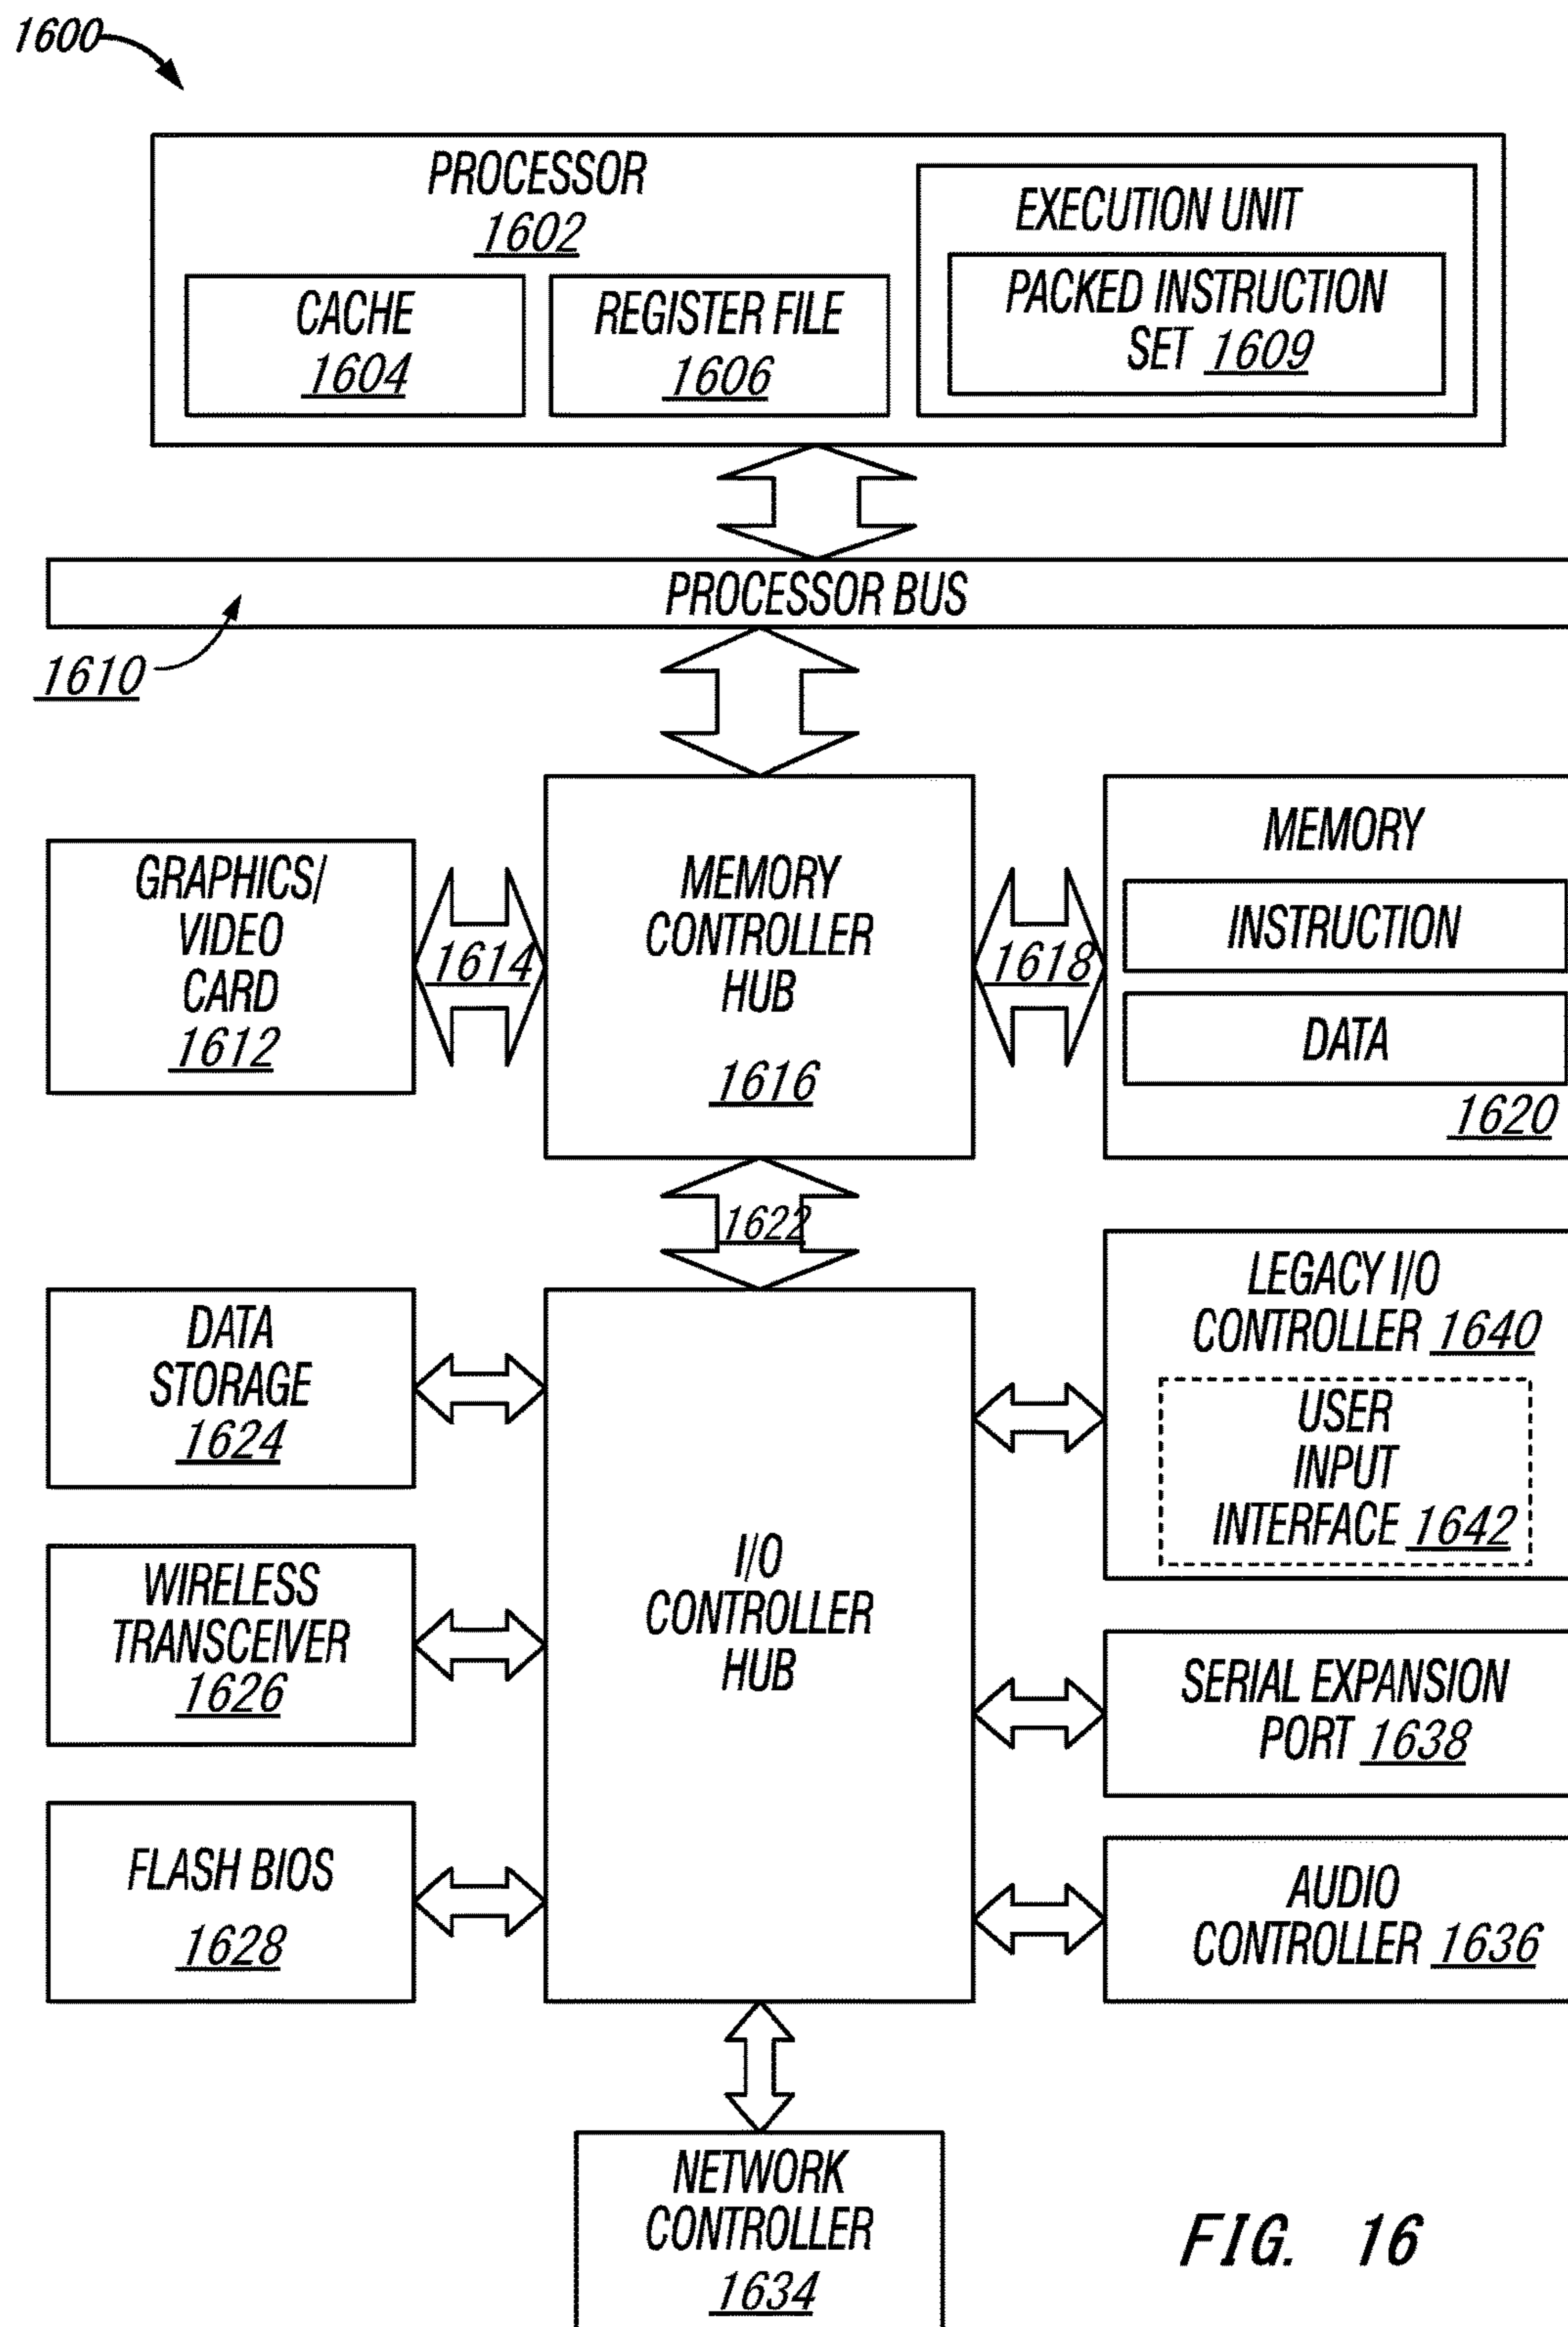 1600
PROCESSOR
1602
CACHE
1604
REGISTER FILE
1606
EXECUTION UNIT
PACKED INSTRUCTION
SET 1609
PROCESSOR BUS
1610
GRAPHICS/
VIDEO
CARD
1612
1614
MEMORY
CONTROLLER
HUB
1616
1618
MEMORY
INSTRUCTION
DATA
1620
1622
DATA
STORAGE
1624
WIRELESS
TRANSCEIVER
1626
FLASH BIOS
1628
I/O
CONTROLLER
HUB
LEGACY I/O
CONTROLLER 1640
USER
INPUT
INTERFACE 1642
SERIAL EXPANSION
PORT 1638
AUDIO
CONTROLLER 1636
NETWORK
CONTROLLER
1634
FIG. 16